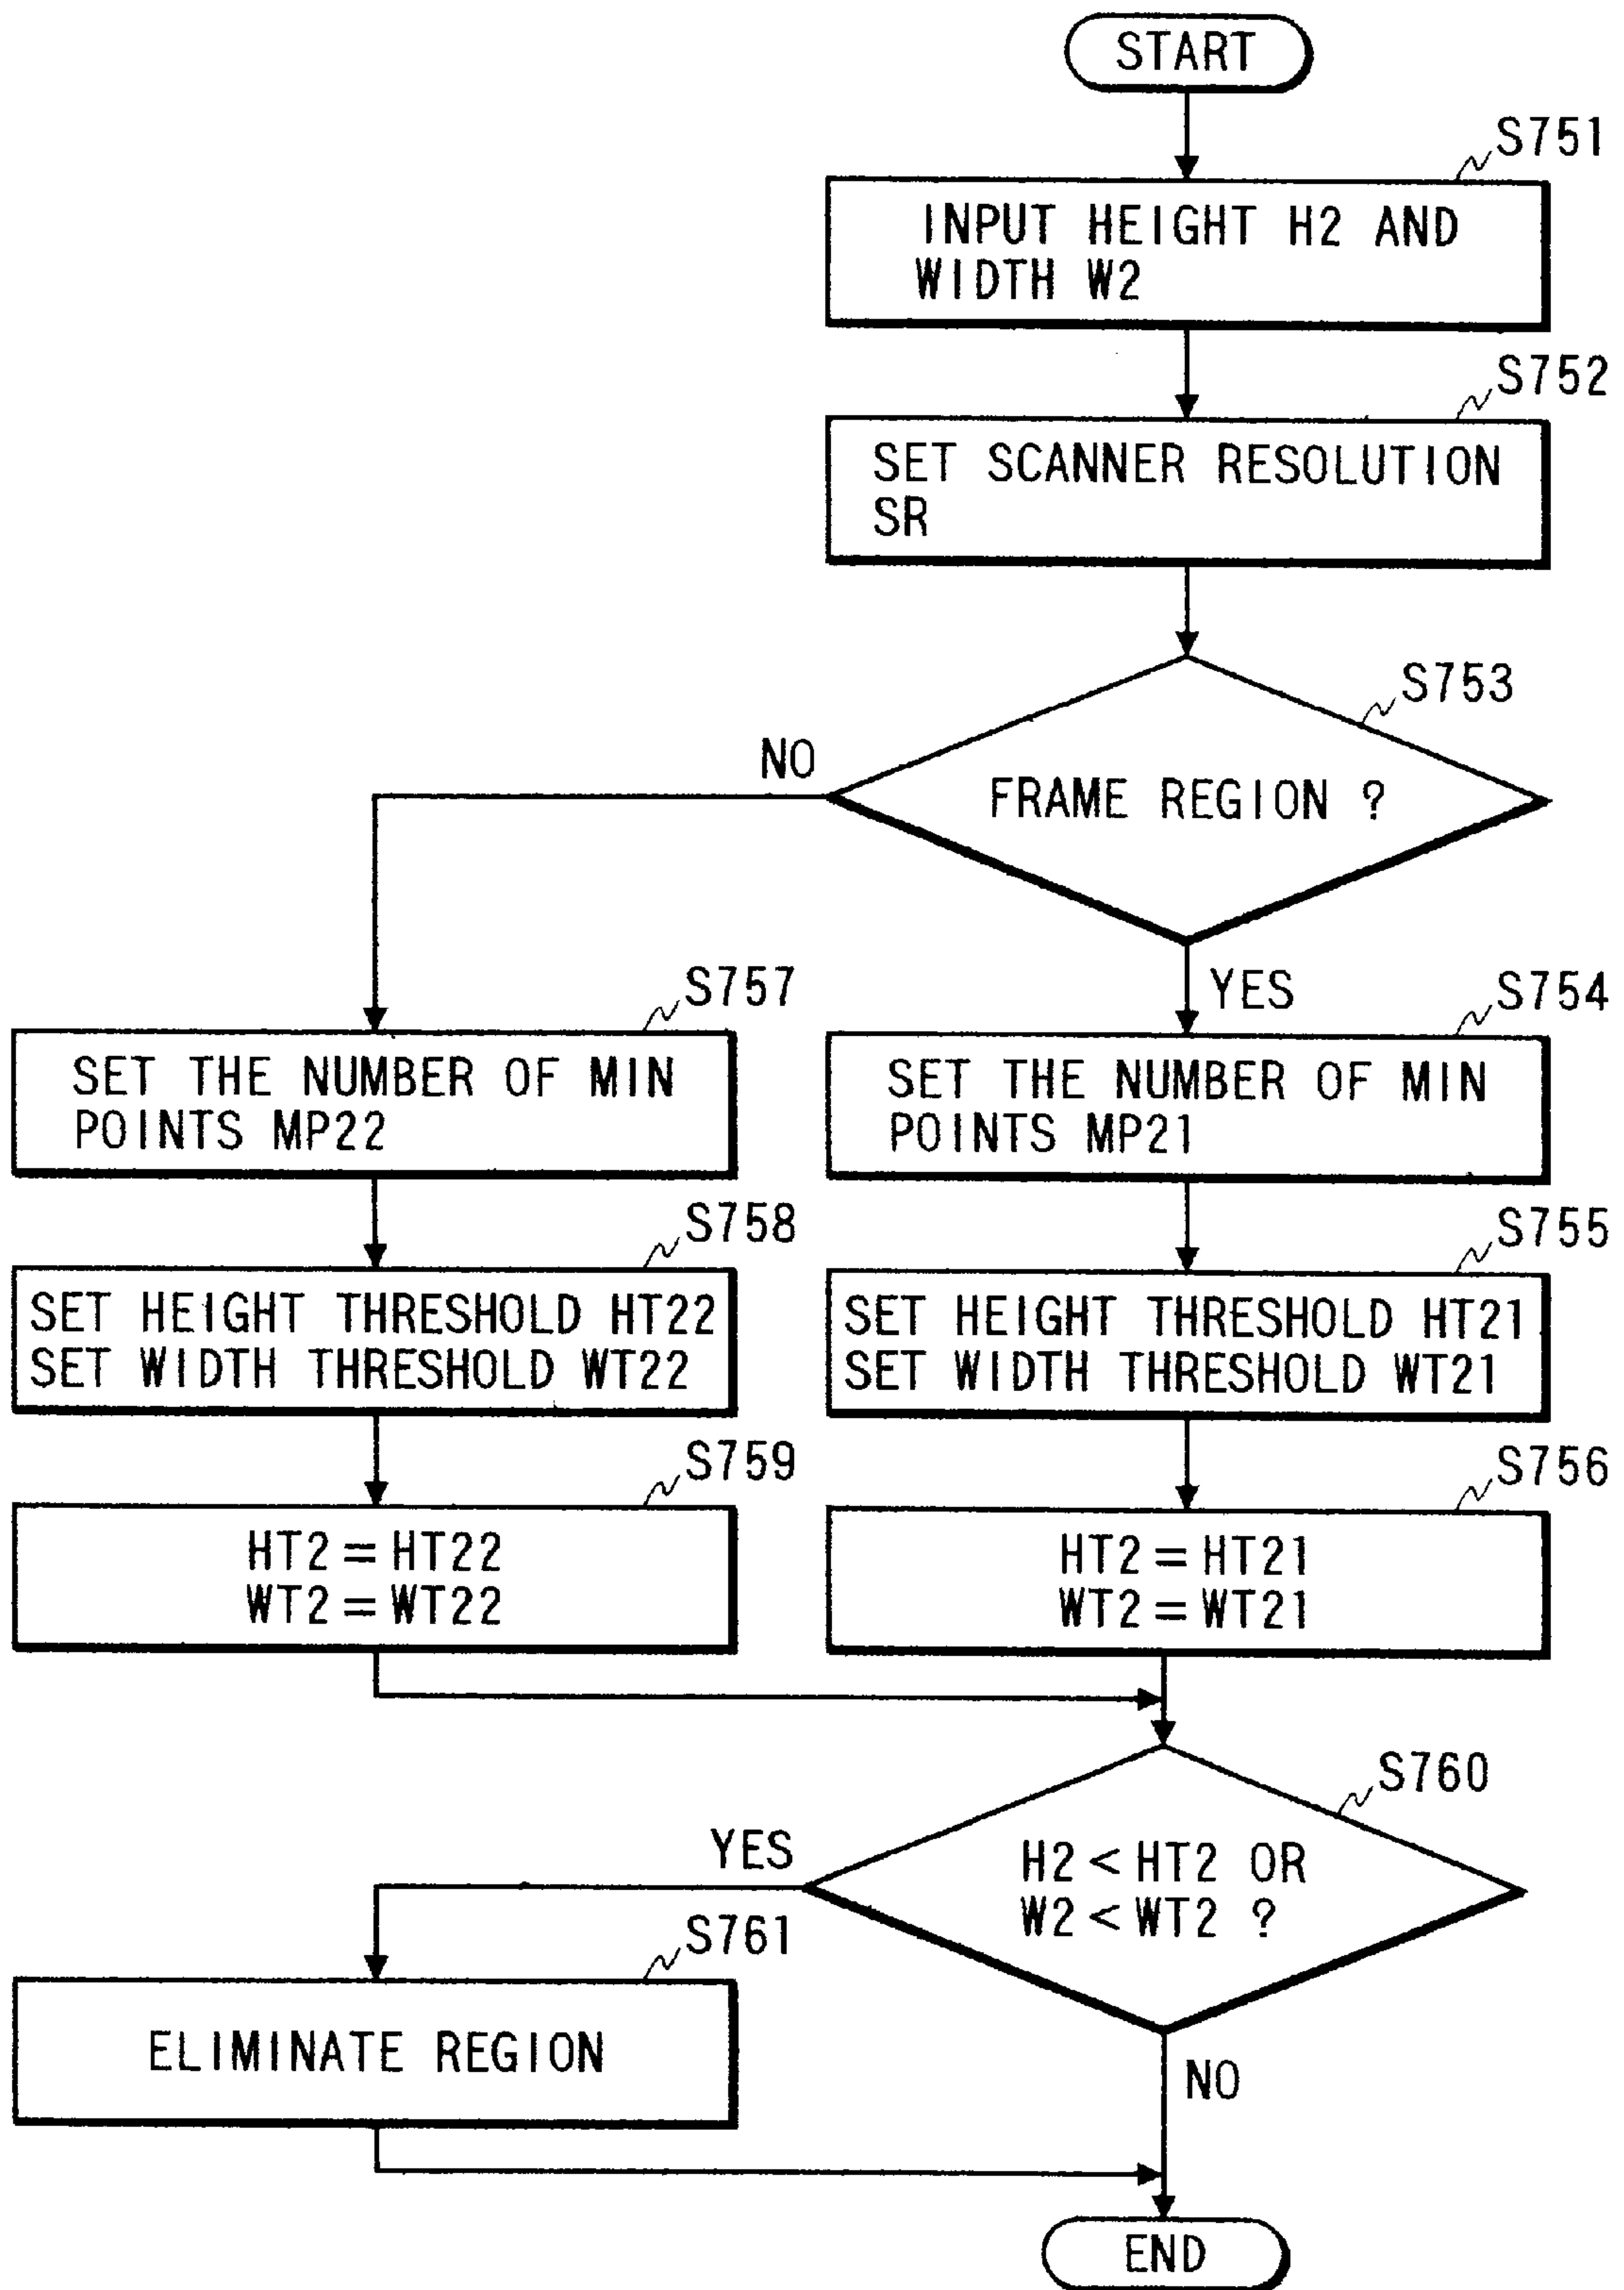 START
S751
INPUT HEIGHT H2 AND
WIDTH W2
S752
SET SCANNER RESOLUTION
SR
S753
FRAME REGION ?
NO
YES
S757
SET THE NUMBER OF MIN
POINTS MP22
S754
SET THE NUMBER OF MIN
POINTS MP21
S758
SET HEIGHT THRESHOLD HT22
SET WIDTH THRESHOLD WT22
S755
SET HEIGHT THRESHOLD HT21
SET WIDTH THRESHOLD WT21
S759
HT2 = HT22
WT2 = WT22
S756
HT2 = HT21
WT2 = WT21
S760
H2 < HT2 OR
W2 < WT2 ?
YES
NO
S761
ELIMINATE REGION
END